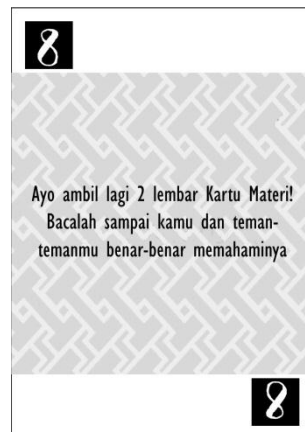 8
Ayo ambil lagi 2 lembar Kartu Materi!
Bacalah sampai kamu dan teman-
temanmu benar-benar memahaminya
8